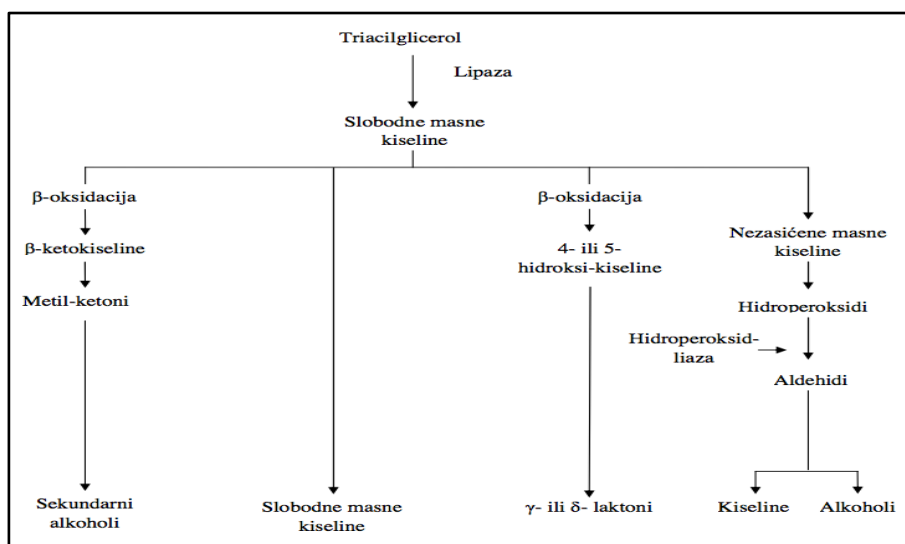 Triacilglicerol
Lipaza
Slobodne masne
kiseline
β-oksidacija
β-oksidacija
β-ketokiseline
4- ili 5-
hidroksi-kiseline
Nezasićene masne
kiseline
Metil-ketoni
Hidroperoksidi
Hidroperoksid-
liaza
Aldehidi
Sekundarni
alkoholi
Slobodne masne
kiseline
γ- ili δ- laktoni
Kiseline
Alkoholi